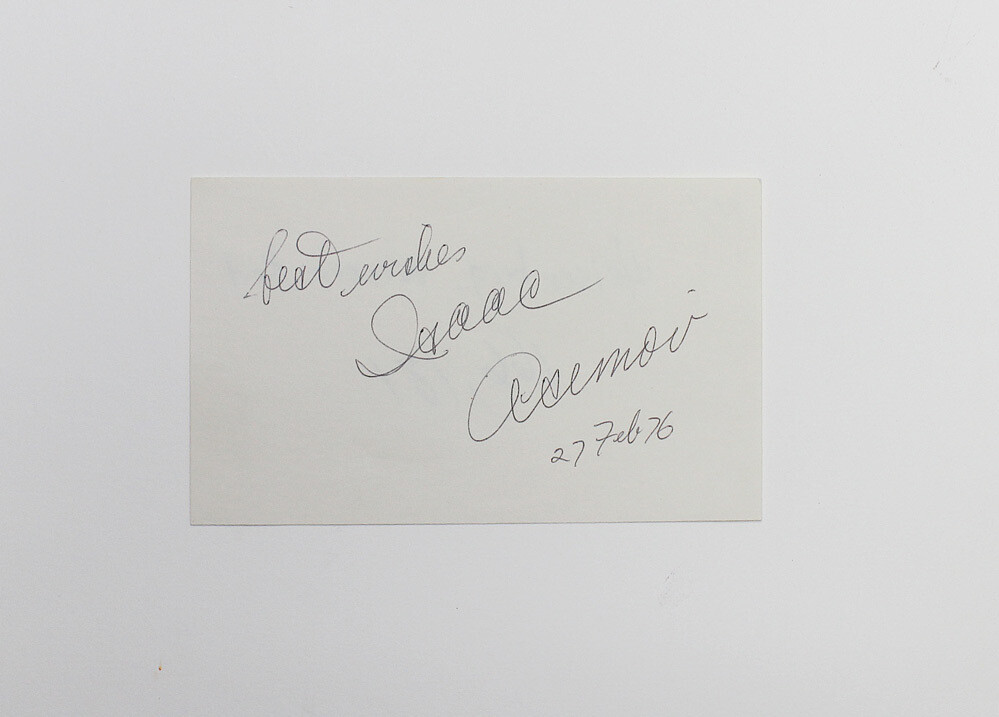 best wishes
Isaac
Asimov
27 Feb 76